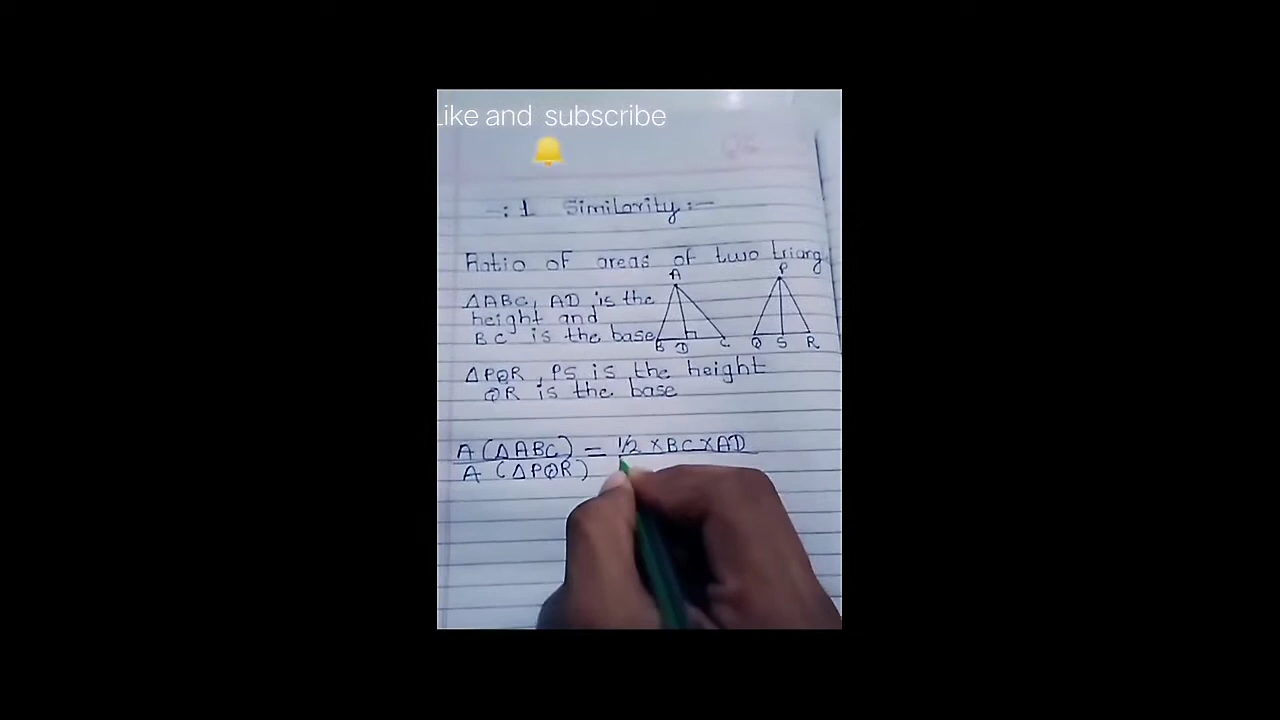 Like and subscribe
-: 1 Similarity :-
Ratio of areas of two triang
A
P
ΔABC, AD is the
height and
BC is the base
B D C
Q S R
ΔPQR, PS is the height
QR is the base
A (ΔABC) = 1/2 × BC × AD
A (ΔPQR)